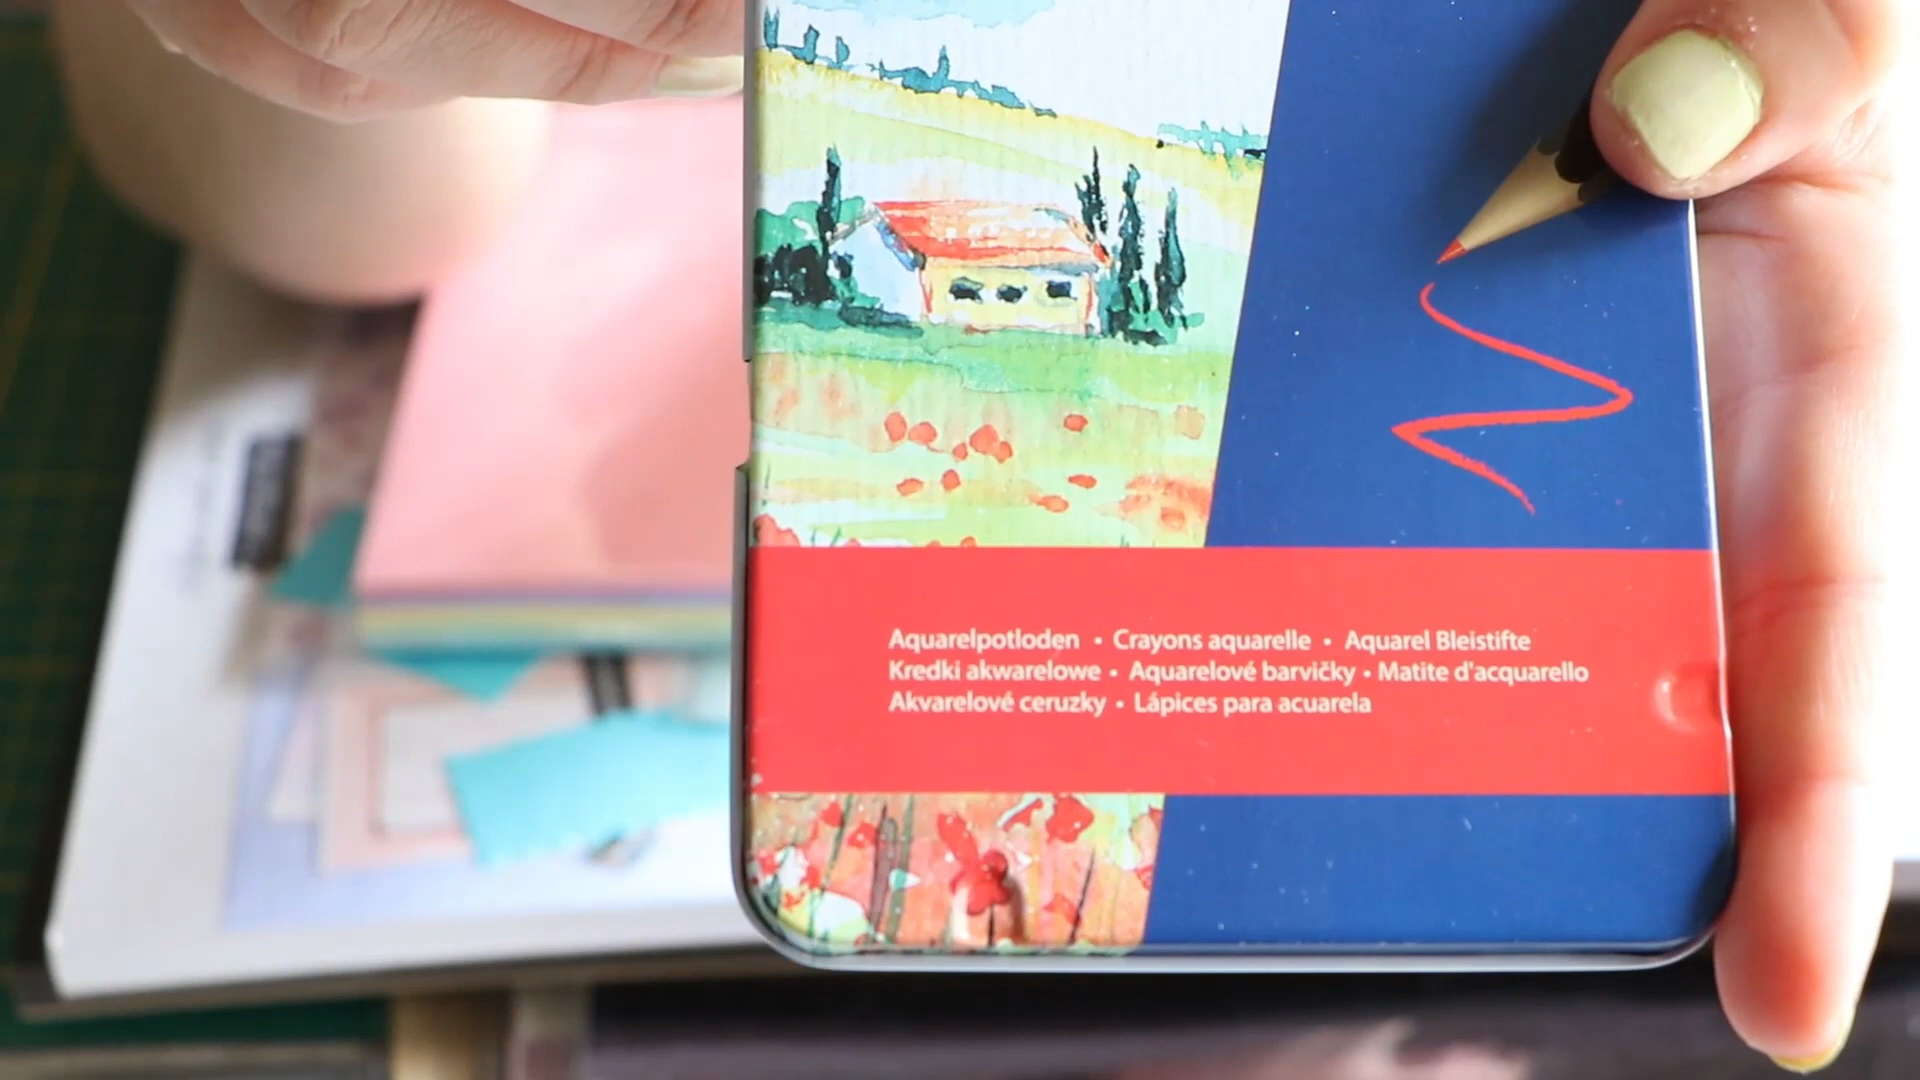 Aquarelpotloden • Crayons aquarelle • Aquarel Bleistifte
Kredki akwarelowe • Aquarelové barvičky • Matite d'acquarello
Akvarelové ceruzky • Lápices para acuarela